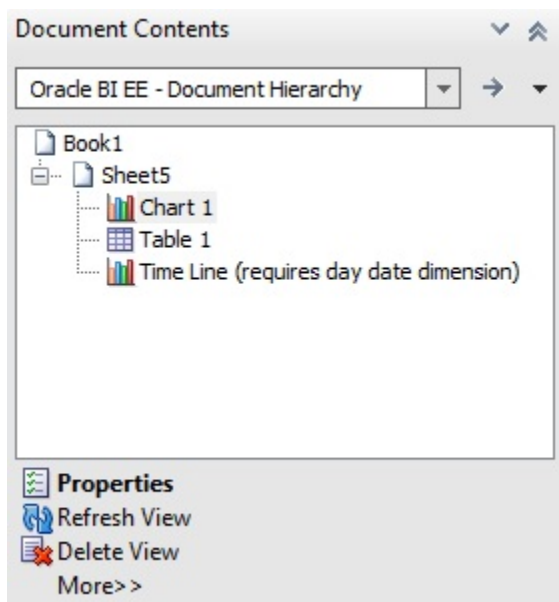 Document Contents
Oracle BI EE - Document Hierarchy
Book1
Sheet5
Chart 1
Table 1
Time Line (requires day date dimension)
Properties
Refresh View
Delete View
More>>